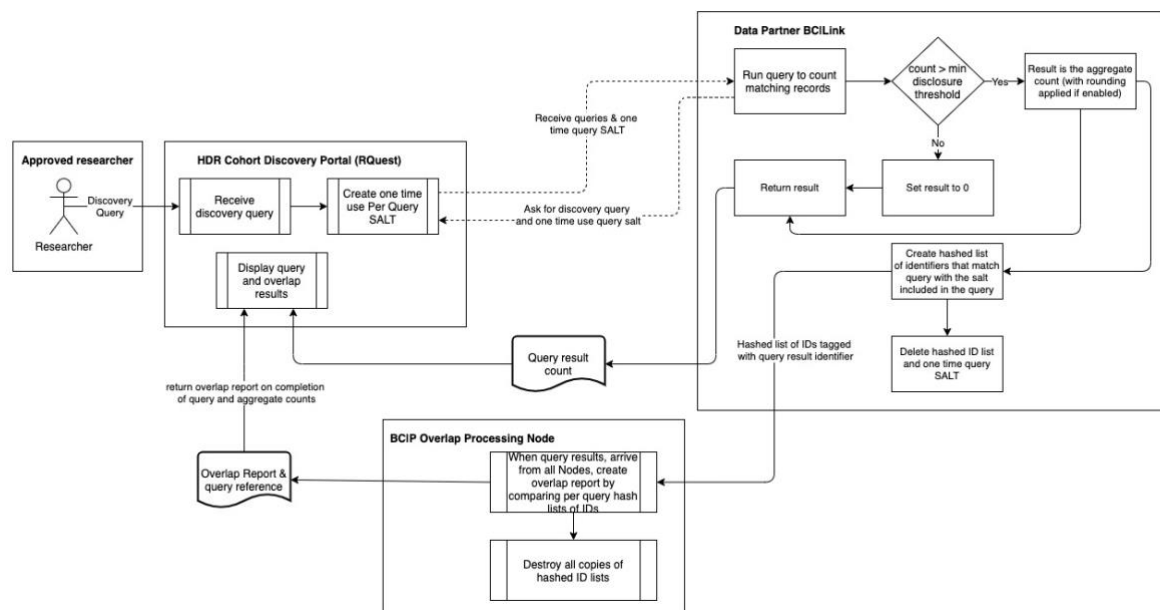 Data Partner BCILink
Run query to count
matching records
count > min
disclosure
threshold
Yes
Result is the aggregate
count (with rounding
applied if enabled)
Receive queries & one
time query SALT
No
Approved researcher
HDR Cohort Discovery Portal (RQuest)
Discovery
Query
Researcher
Receive
discovery query
Create one time
use Per Query
SALT
Return result
Set result to 0
Ask for discovery query
and one time use query salt
Display query
and overlap
results
Create hashed list
of identifiers that match
query with the salt
included in the query
Hashed list of IDs tagged
with query result identifier
Query result
count
Delete hashed ID list
and one time query
SALT
return overlap report on completion
of query and aggregate counts
BCIP Overlap Processing Node
When query results, arrive
from all Nodes, create
overlap report by
comparing per query hash
lists of IDs
Overlap Report &
query reference
Destroy all copies of
hashed ID lists